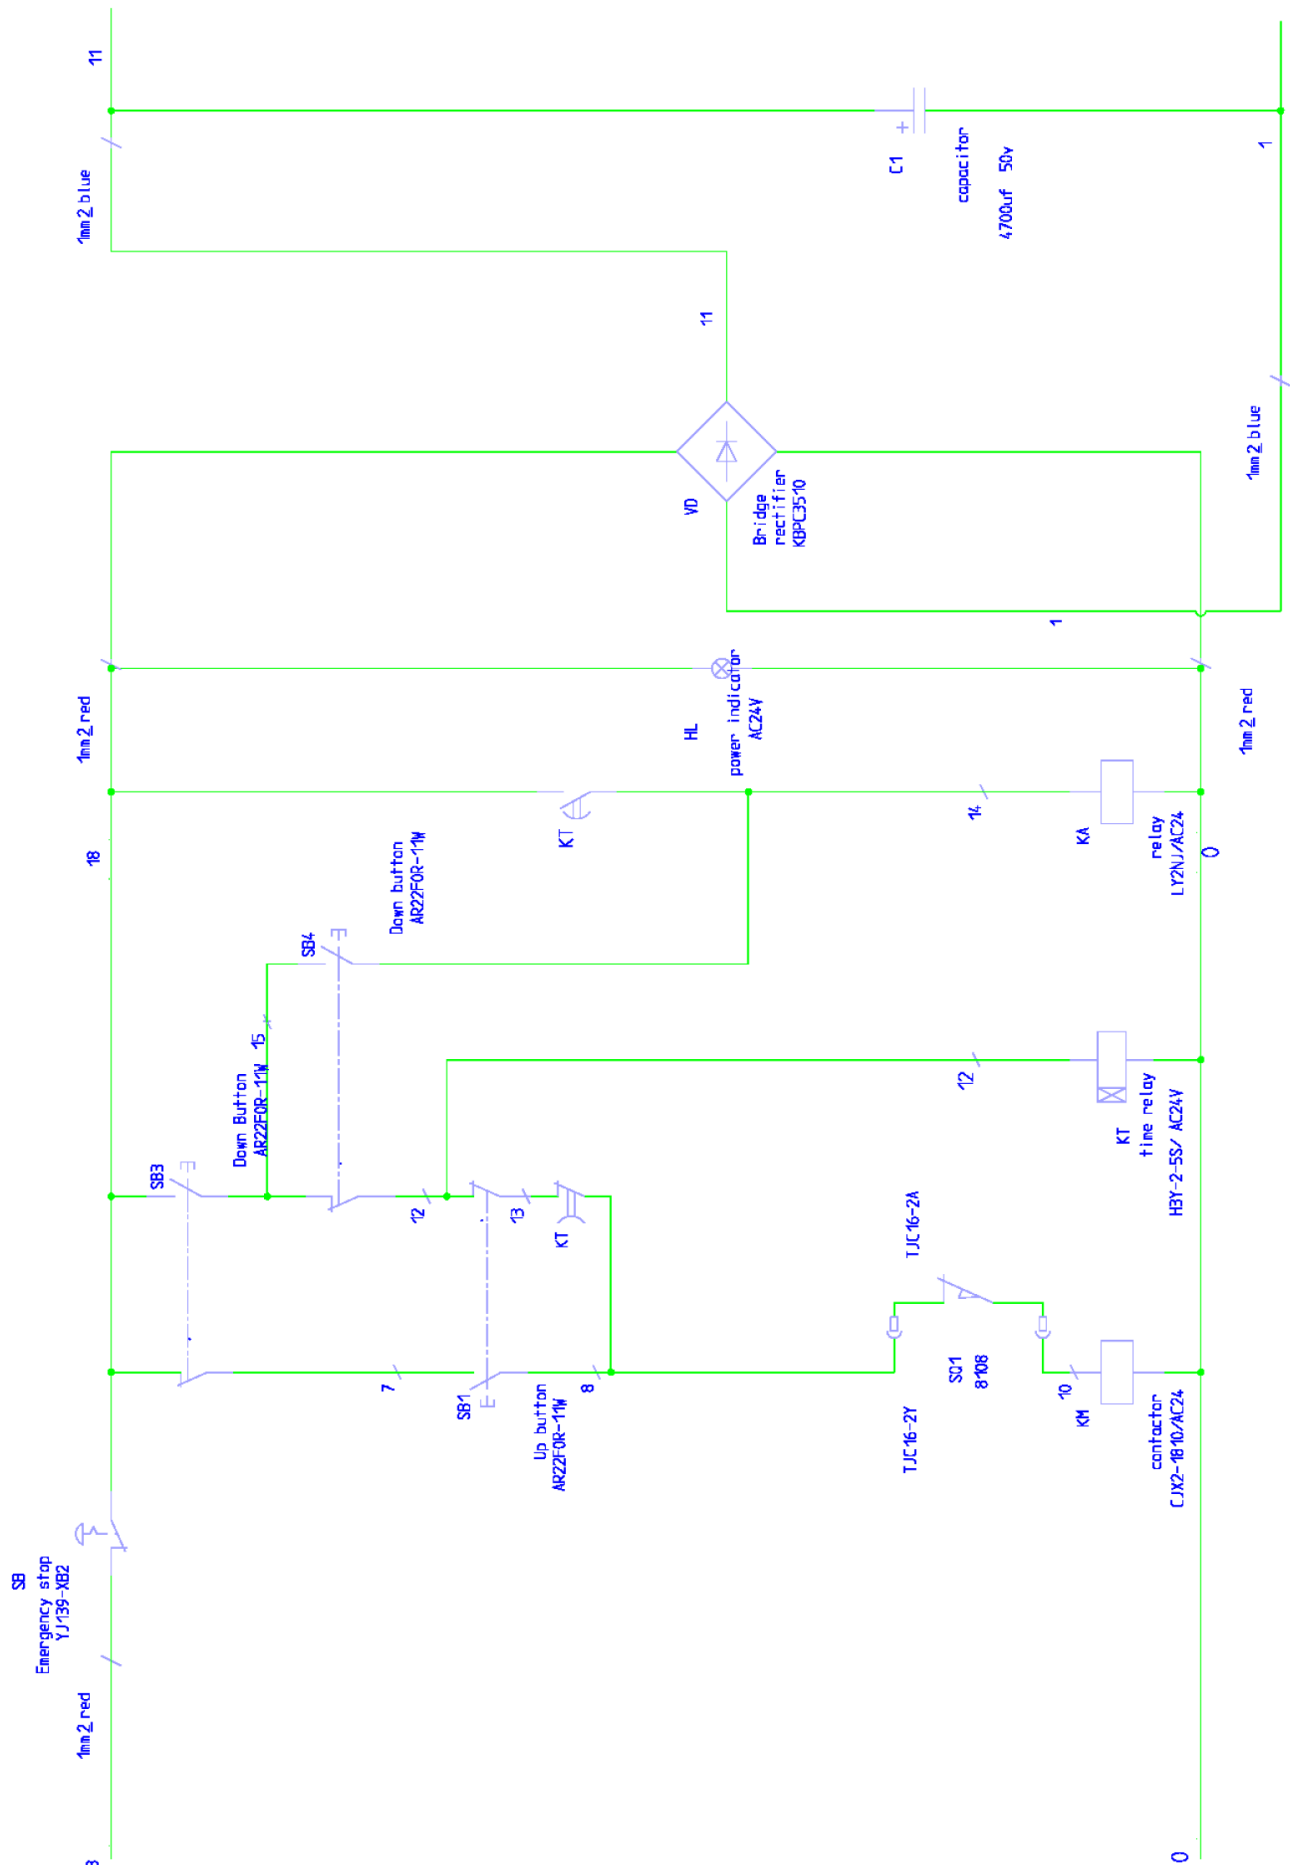 11
1mm2 blue
C1
+
capacitor
4700uf 50v
1
11
VD
Bridge
rectifier
KBPC3510
1mm2 blue
1
1mm2 red
HL
power indicator
AC24V
1mm2 red
18
KT
14
KA
relay
LY2NJ/AC24
0
SB4
Down button
AR22F0R-11W
15
Down Button
AR22F0R-11W
SB3
12
13
KT
12
KT
time relay
H3Y-2-5S/ AC24V
TJC16-2A
7
SB1
8
Up button
AR22F0R-11W
SQ1
8108
TJC16-2Y
10
KM
contactor
CJX2-1810/AC24
SB
Emergency stop
YJ139-XB2
1mm2 red
0